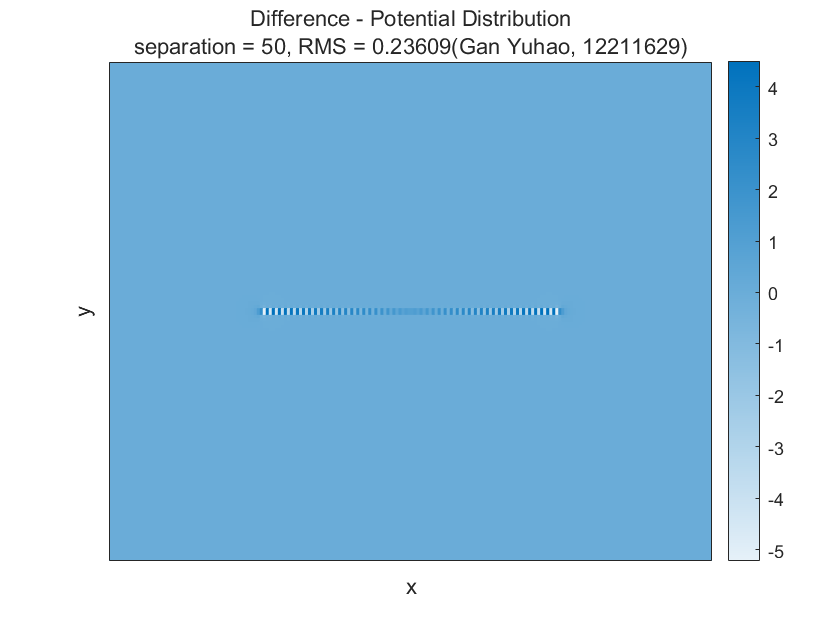 Difference - Potential Distribution
separation = 50, RMS = 0.23609(Gan Yuhao, 12211629)
y
4
3
2
1
0
-1
-2
-3
-4
-5
x